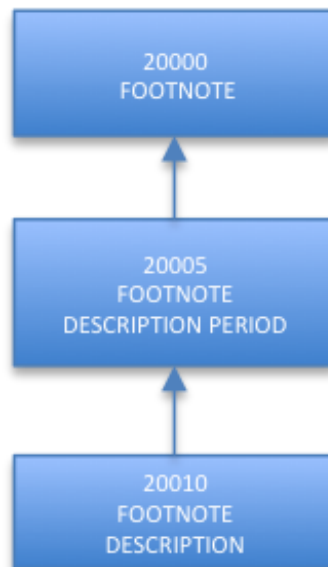 20000
FOOTNOTE
20005
FOOTNOTE
DESCRIPTION PERIOD
20010
FOOTNOTE
DESCRIPTION